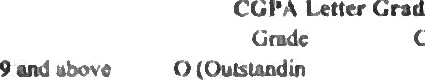 CGPA Letter Grad
Grade C
9 and above O (Outstandin